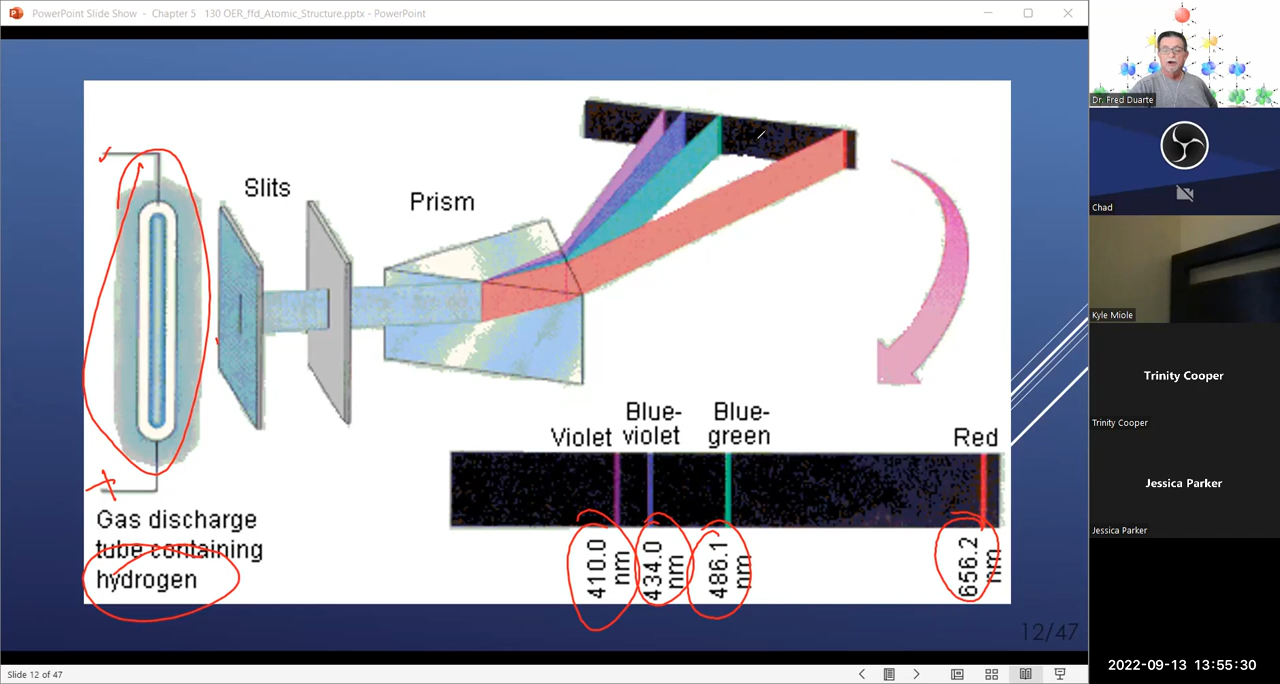 PowerPoint Slide Show - Chapter 5 130 OER_ffd_Atomic_Structure.pptx - PowerPoint
Slits
Prism
Gas discharge
tube containing
hydrogen
Violet
Blue-
violet
Blue-
green
Red
410.0
nm
434.0
nm
486.1
nm
656.2
nm
12/47
Slide 12 of 47
Dr. Fred Duarte
Chad
Kyle Miole
Trinity Cooper
Trinity Cooper
Jessica Parker
Jessica Parker
2022-09-13 13:55:30